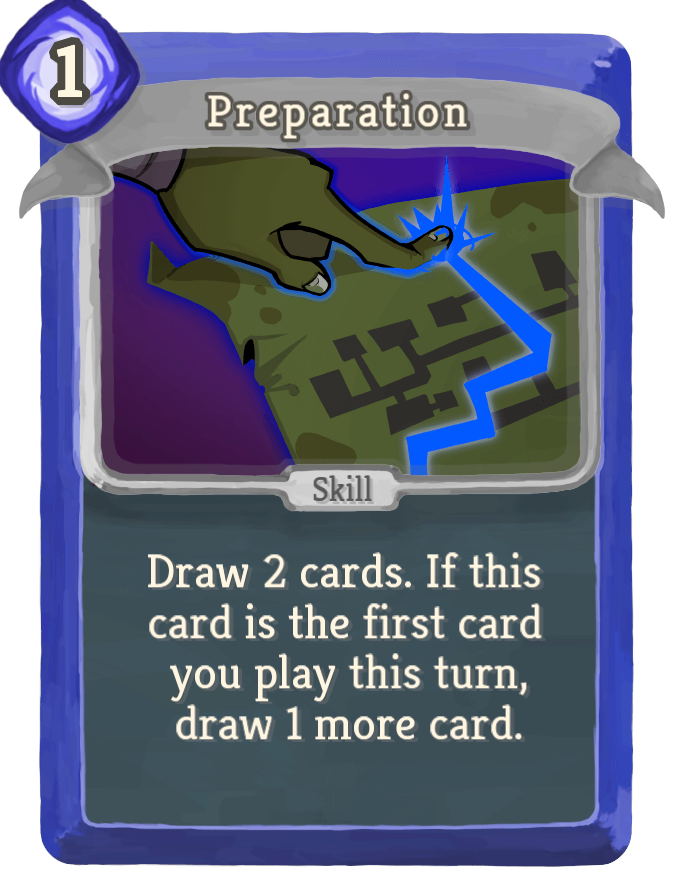 1
Preparation
Skill
Draw 2 cards. If this
card is the first card
you play this turn,
draw 1 more card.